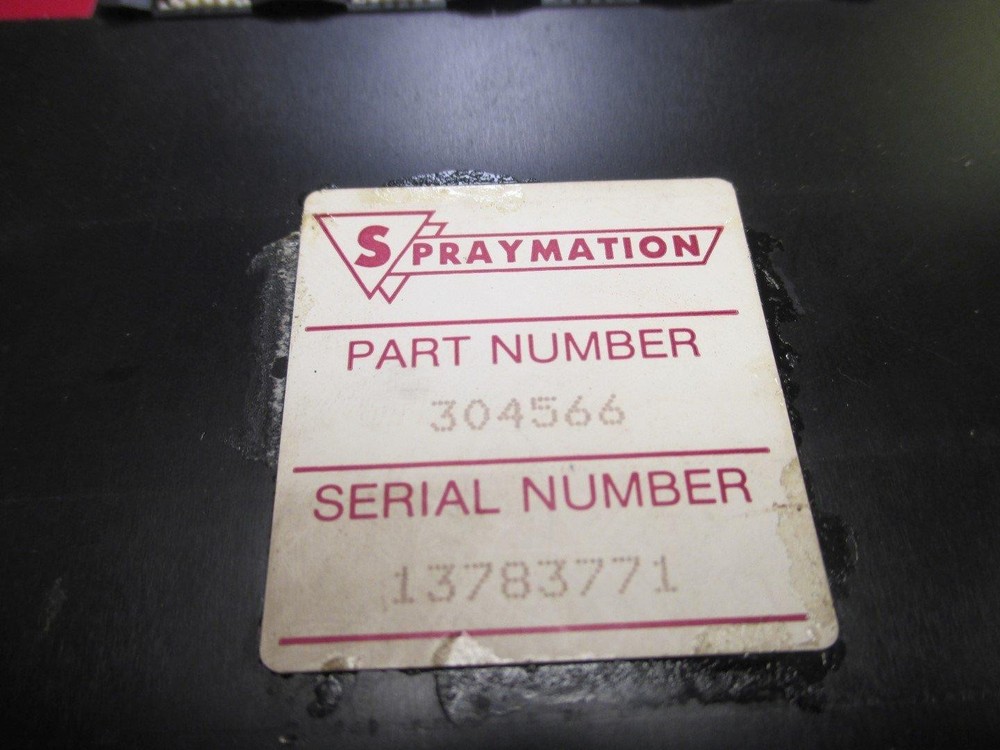 SPRAYMATION
PART NUMBER
304566
SERIAL NUMBER
13783771